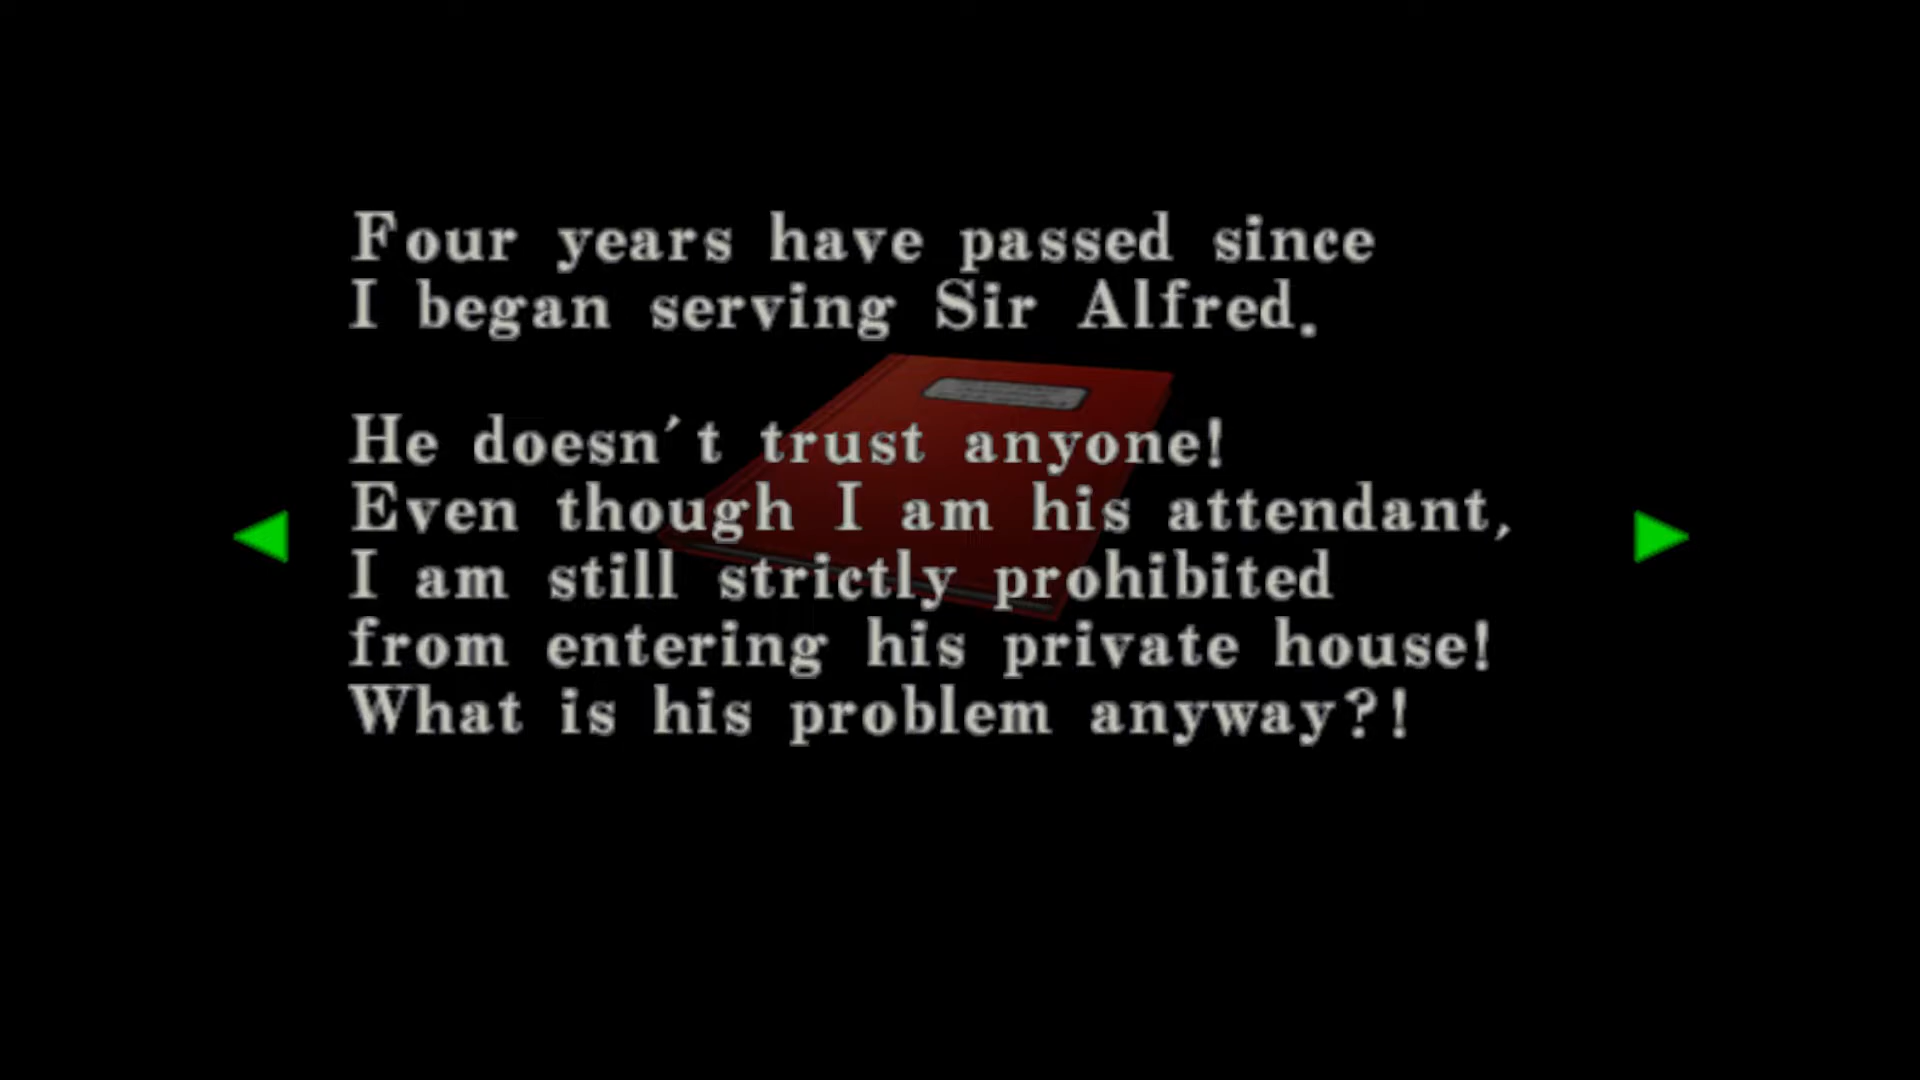 Four years have passed since
I began serving Sir Alfred.
He doesn't trust anyone!
Even though I am his attendant,
I am still strictly prohibited
from entering his private house!
What is his problem anyway?!